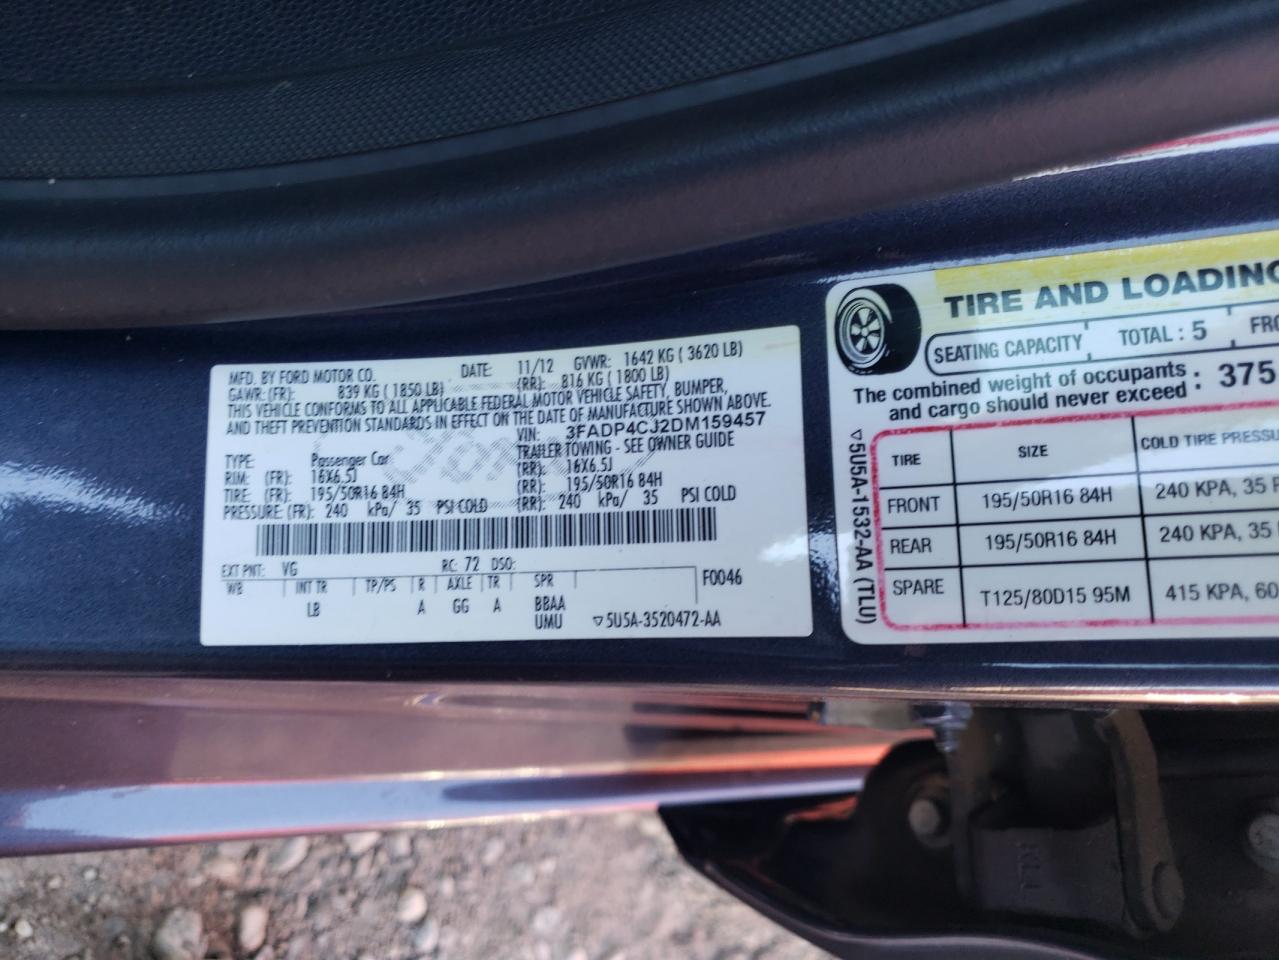 MFD. BY FORD MOTOR CO. DATE: 11/12 GVWR: 1642 KG ( 3620 LB)
GAWR: (FR): 839 KG ( 1850 LB) (RR): 816 KG ( 1800 LB)
THIS VEHICLE CONFORMS TO ALL APPLICABLE FEDERAL MOTOR VEHICLE SAFETY, BUMPER,
AND THEFT PREVENTION STANDARDS IN EFFECT ON THE DATE OF MANUFACTURE SHOWN ABOVE.
VIN: 3FADP4CJ2DM159457
TYPE: Passenger Car TRAILER TOWING - SEE OWNER GUIDE
RIM: (FR): 16X6.5J (RR): 16X6.5J
TIRE: (FR): 195/50R16 84H (RR): 195/50R16 84H
PRESSURE: (FR): 240 kPa/ 35 PSI COLD (RR): 240 kPa/ 35 PSI COLD
EXT PNT: VG RC: 72 DSO:
WB INT TR TP/PS R AXLE TR SPR F0046
LB A GG A BBAA
UMU ▽5U5A-3520472-AA
TIRE AND LOADING
SEATING CAPACITY TOTAL : 5 FRO
The combined weight of occupants
and cargo should never exceed : 375
▽5U5A-1532-AA (TLU)
TIRE SIZE COLD TIRE PRESSU
FRONT 195/50R16 84H 240 KPA, 35 P
REAR 195/50R16 84H 240 KPA, 35
SPARE T125/80D15 95M 415 KPA, 60